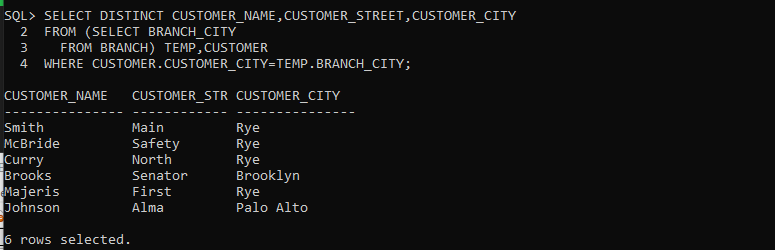 SQL> SELECT DISTINCT CUSTOMER_NAME,CUSTOMER_STREET,CUSTOMER_CITY
  2  FROM (SELECT BRANCH_CITY
  3    FROM BRANCH) TEMP,CUSTOMER
  4  WHERE CUSTOMER.CUSTOMER_CITY=TEMP.BRANCH_CITY;

CUSTOMER_NAME   CUSTOMER_STR CUSTOMER_CITY
--------------- ------------ ---------------
Smith           Main         Rye
McBride         Safety       Rye
Curry           North        Rye
Brooks          Senator      Brooklyn
Majeris         First        Rye
Johnson         Alma         Palo Alto

6 rows selected.